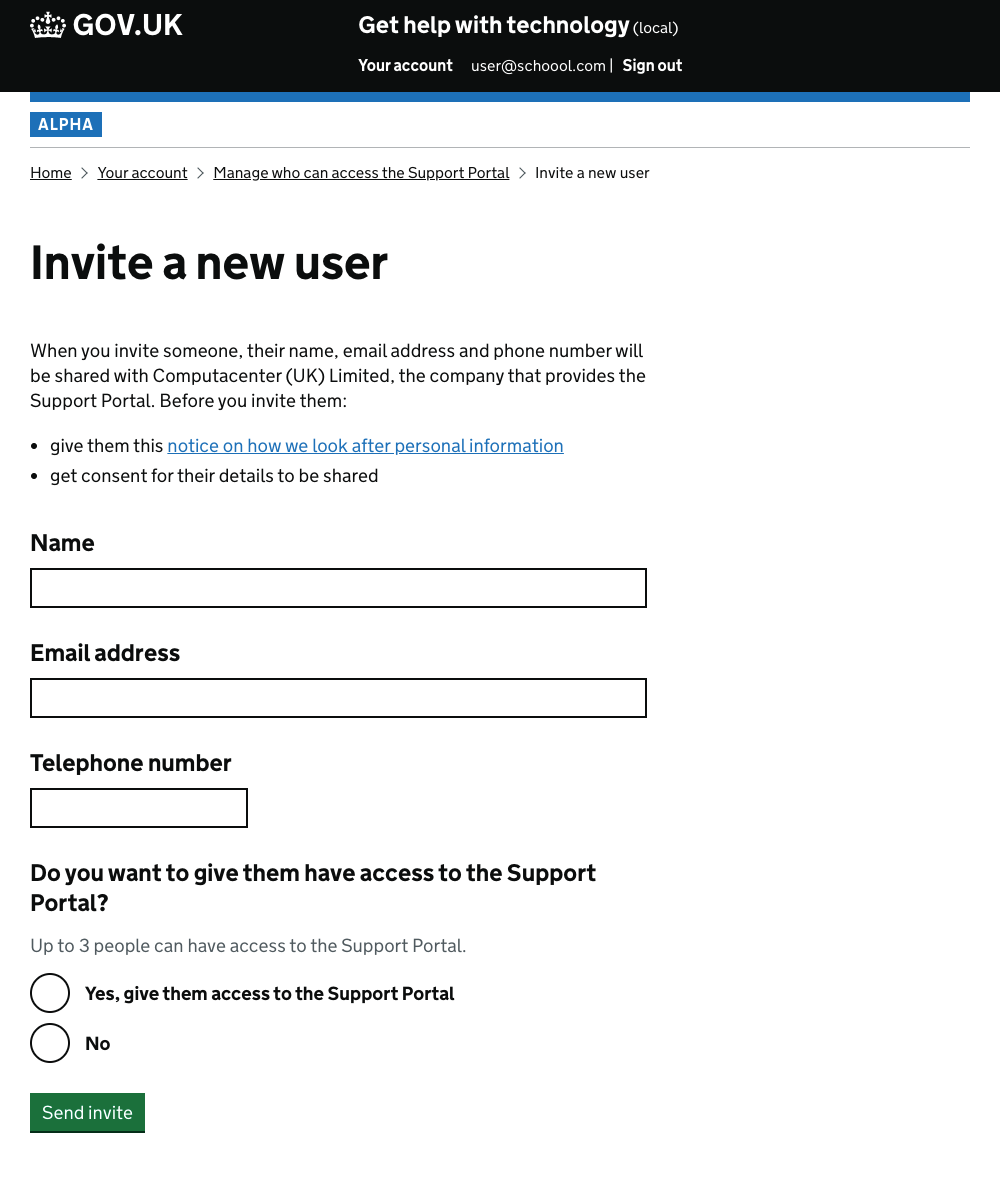 GOV.UK
Get help with technology (local)
Your account user@schoool.com | Sign out
ALPHA
Home > Your account > Manage who can access the Support Portal > Invite a new user
Invite a new user
When you invite someone, their name, email address and phone number will
be shared with Computacenter (UK) Limited, the company that provides the
Support Portal. Before you invite them:
• give them this notice on how we look after personal information
• get consent for their details to be shared
Name
Email address
Telephone number
Do you want to give them have access to the Support
Portal?
Up to 3 people can have access to the Support Portal.
Yes, give them access to the Support Portal
No
Send invite